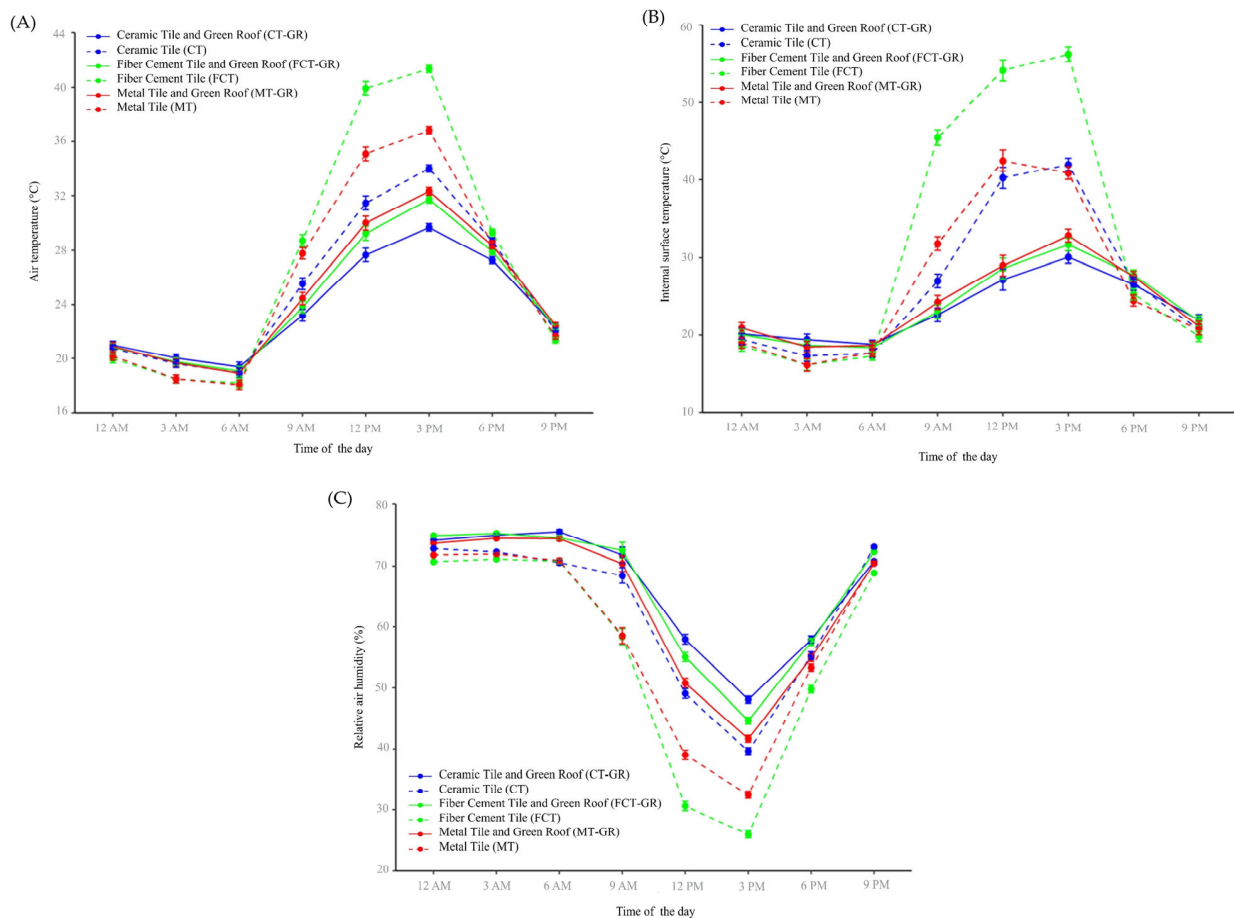 (A)
44
40
36
32
28
24
20
16
Air temperature (°C)
Ceramic Tile and Green Roof (CT-GR)
Ceramic Tile (CT)
Fiber Cement Tile and Green Roof (FCT-GR)
Fiber Cement Tile (FCT)
Metal Tile and Green Roof (MT-GR)
Metal Tile (MT)
12 AM 3 AM 6 AM 9 AM 12 PM 3 PM 6 PM 9 PM
Time of the day
(B)
60
50
40
30
20
10
Internal surface temperature (°C)
Ceramic Tile and Green Roof (CT-GR)
Ceramic Tile (CT)
Fiber Cement Tile and Green Roof (FCT-GR)
Fiber Cement Tile (FCT)
Metal Tile and Green Roof (MT-GR)
Metal Tile (MT)
12 AM 3 AM 6 AM 9 AM 12 PM 3 PM 6 PM 9 PM
Time of the day
(C)
80
70
60
50
40
30
20
Relative air humidity (%)
Ceramic Tile and Green Roof (CT-GR)
Ceramic Tile (CT)
Fiber Cement Tile and Green Roof (FCT-GR)
Fiber Cement Tile (FCT)
Metal Tile and Green Roof (MT-GR)
Metal Tile (MT)
12 AM 3 AM 6 AM 9 AM 12 PM 3 PM 6 PM 9 PM
Time of the day